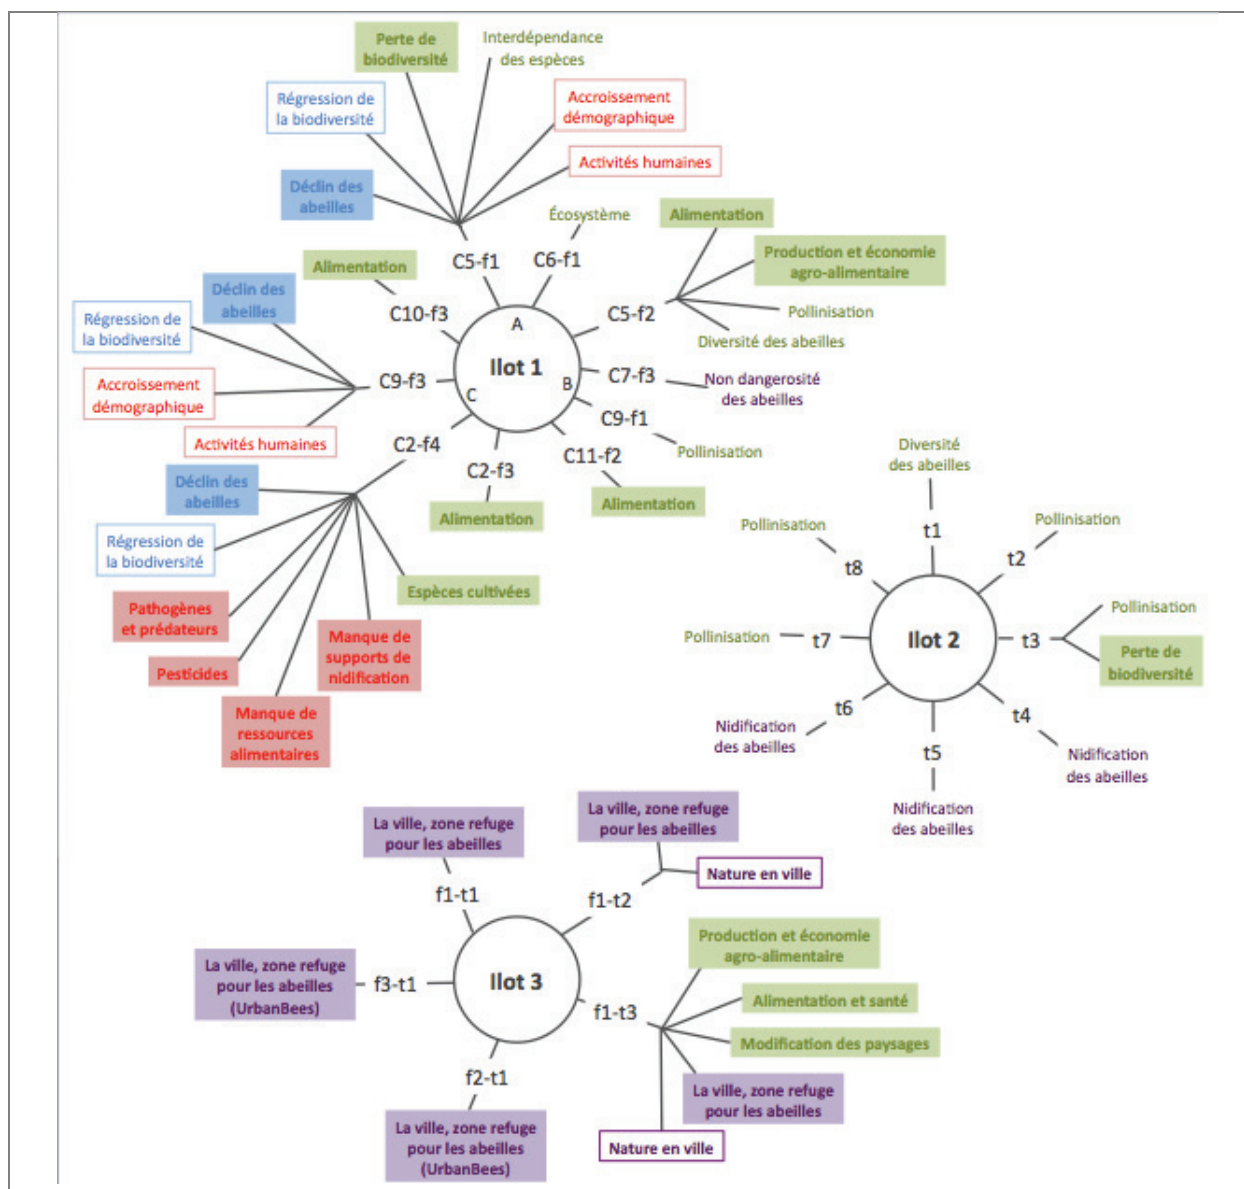 Perte de
biodiversité
Interdépendance
des espèces
Régression de
la biodiversité
Accroissement
démographique
Activités humaines
Déclin des
abeilles
Écosystème
Alimentation
Production et économie
agro-alimentaire
Pollinisation
Diversité des abeilles
C5-f1
C6-f1
C5-f2
Alimentation
C10-f3
Déclin des
abeilles
Régression de
la biodiversité
Accroissement
démographique
Activités humaines
C9-f3
A
Ilot 1
B
C
C7-f3
Non dangerosité
des abeilles
C9-f1
Pollinisation
C11-f2
Alimentation
C2-f3
Alimentation
C2-f4
Déclin des
abeilles
Régression de
la biodiversité
Pathogènes
et prédateurs
Pesticides
Manque de
ressources
alimentaires
Manque de
supports de
nidification
Espèces cultivées
Diversité
des abeilles
t1
Pollinisation
t2
Pollinisation
t8
Pollinisation
t7
Ilot 2
t3
Pollinisation
Perte de
biodiversité
t6
Nidification
des abeilles
t5
Nidification
des abeilles
t4
Nidification
des abeilles
La ville, zone refuge
pour les abeilles
f1-t1
La ville, zone refuge
pour les abeilles
Nature en ville
f1-t2
La ville, zone refuge
pour les abeilles
(UrbanBees)
f3-t1
Ilot 3
f1-t3
Production et économie
agro-alimentaire
Alimentation et santé
Modification des paysages
La ville, zone refuge
pour les abeilles
Nature en ville
f2-t1
La ville, zone refuge
pour les abeilles
(UrbanBees)